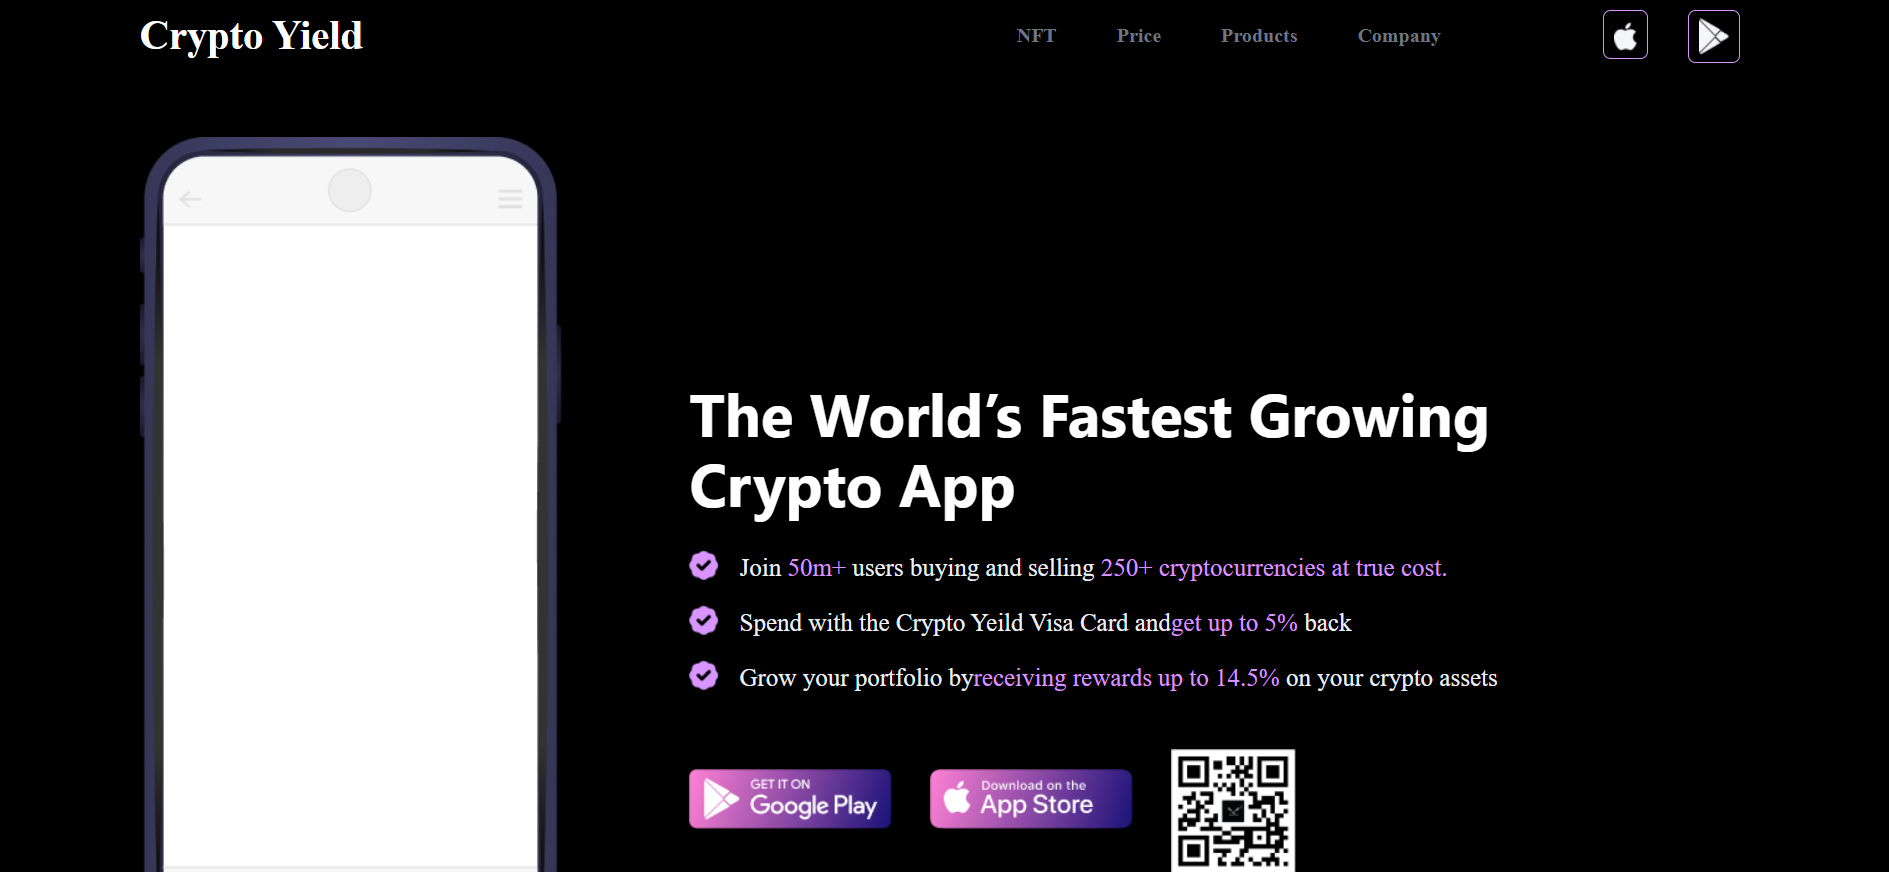 Crypto Yield
NFT
Price
Products
Company
The World’s Fastest Growing
Crypto App
Join 50m+ users buying and selling 250+ cryptocurrencies at true cost.
Spend with the Crypto Yeild Visa Card andget up to 5% back
Grow your portfolio byreceiving rewards up to 14.5% on your crypto assets
GET IT ON
Google Play
Download on the
App Store